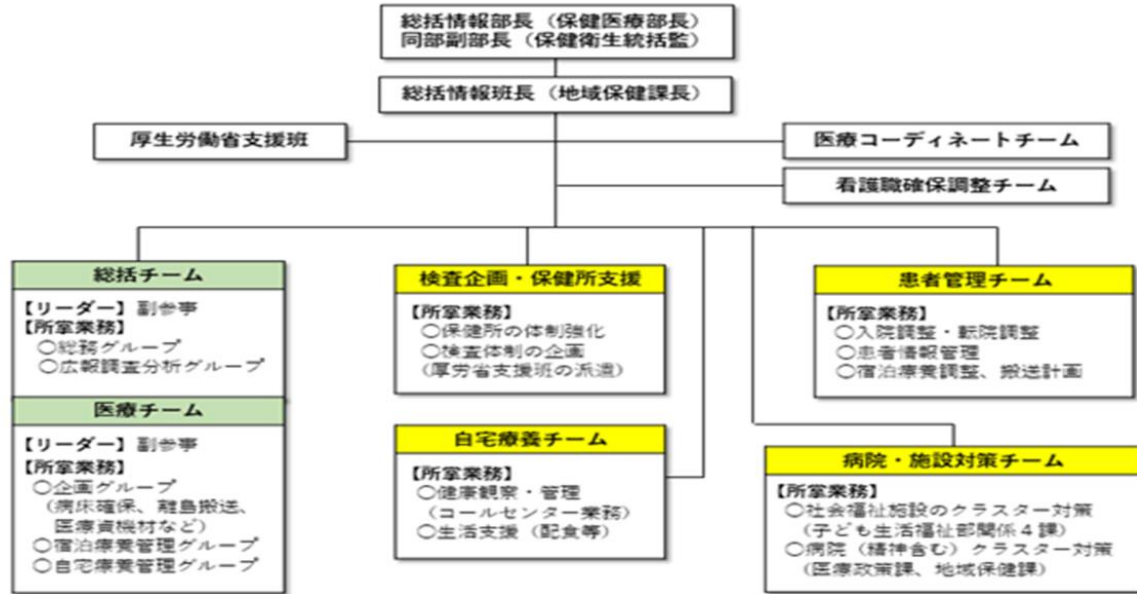 総括情報部長（保健医療部長）
同部副部長（保健衛生統括監）
総括情報班長（地域保健課長）
厚生労働省支援班
医療コーディネートチーム
看護職確保調整チーム
総括チーム
【リーダー】副参事
【所掌業務】
○総務グループ
○広報調査分析グループ
医療チーム
【リーダー】副参事
【所掌業務】
○企画グループ
（病床確保、離島搬送、
医療資機材など）
○宿泊療養管理グループ
○自宅療養管理グループ
検査企画・保健所支援
【所掌業務】
○保健所の体制強化
○検査体制の企画
（厚労省支援班の派遣）
自宅療養チーム
【所掌業務】
○健康観察・管理
（コールセンター業務）
○生活支援（配食等）
患者管理チーム
【所掌業務】
○入院調整・転院調整
○患者情報管理
○宿泊療養調整、搬送計画
病院・施設対策チーム
【所掌業務】
○社会福祉施設のクラスター対策
（子ども生活福祉部関係４課）
○病院（精神含む）クラスター対策
（医療政策課、地域保健課）